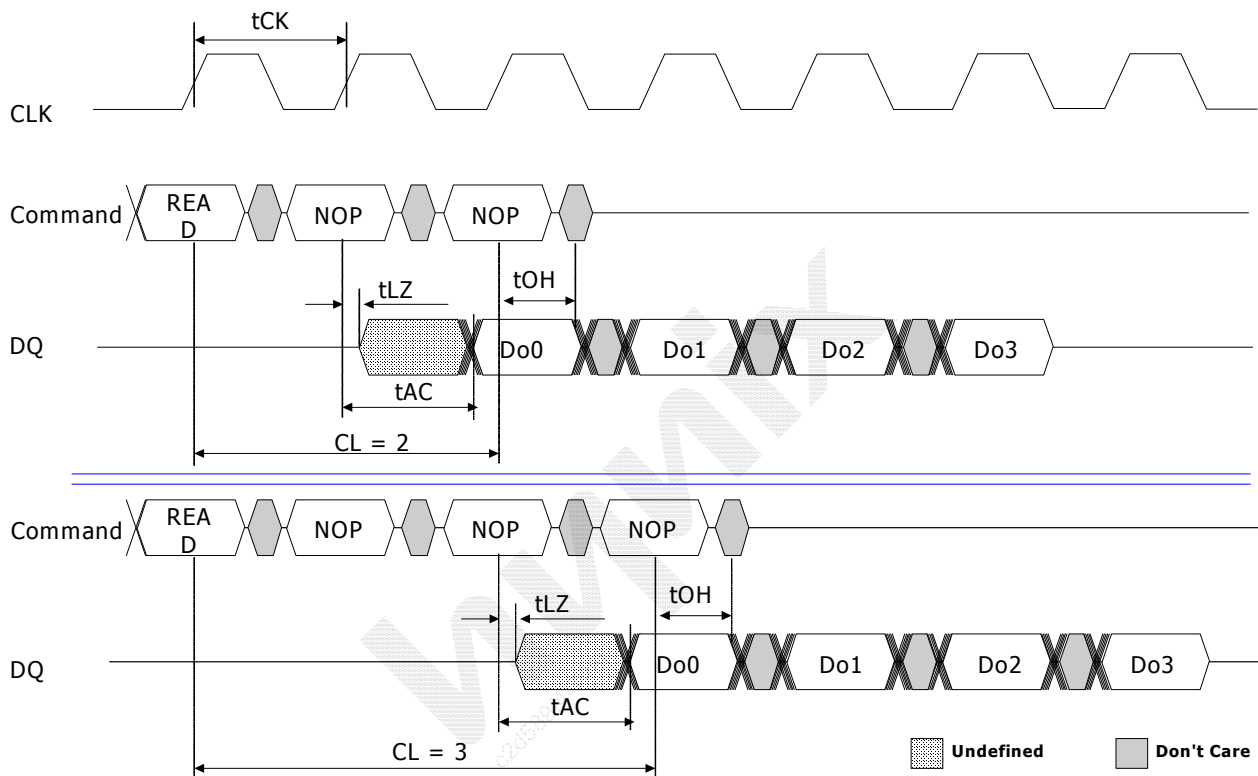 tCK
CLK
Command
REA
D
NOP
NOP
tLZ
tOH
DQ
Do0
Do1
Do2
Do3
tAC
CL = 2
Command
REA
D
NOP
NOP
NOP
tLZ
tOH
DQ
Do0
Do1
Do2
Do3
tAC
CL = 3
Undefined
Don't Care